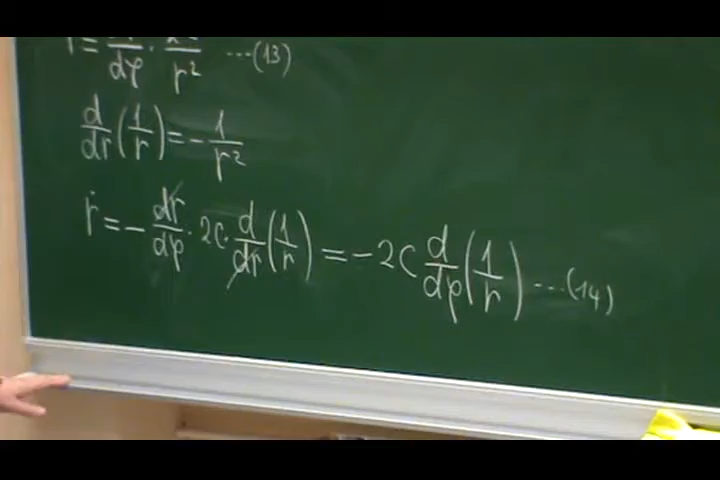 = /dφ · /r² ...(13)
d/dr (1/r) = - 1/r²
ṙ = - dr/dφ · 2C · d/dr (1/r) = -2C d/dφ (1/r) ...(14)